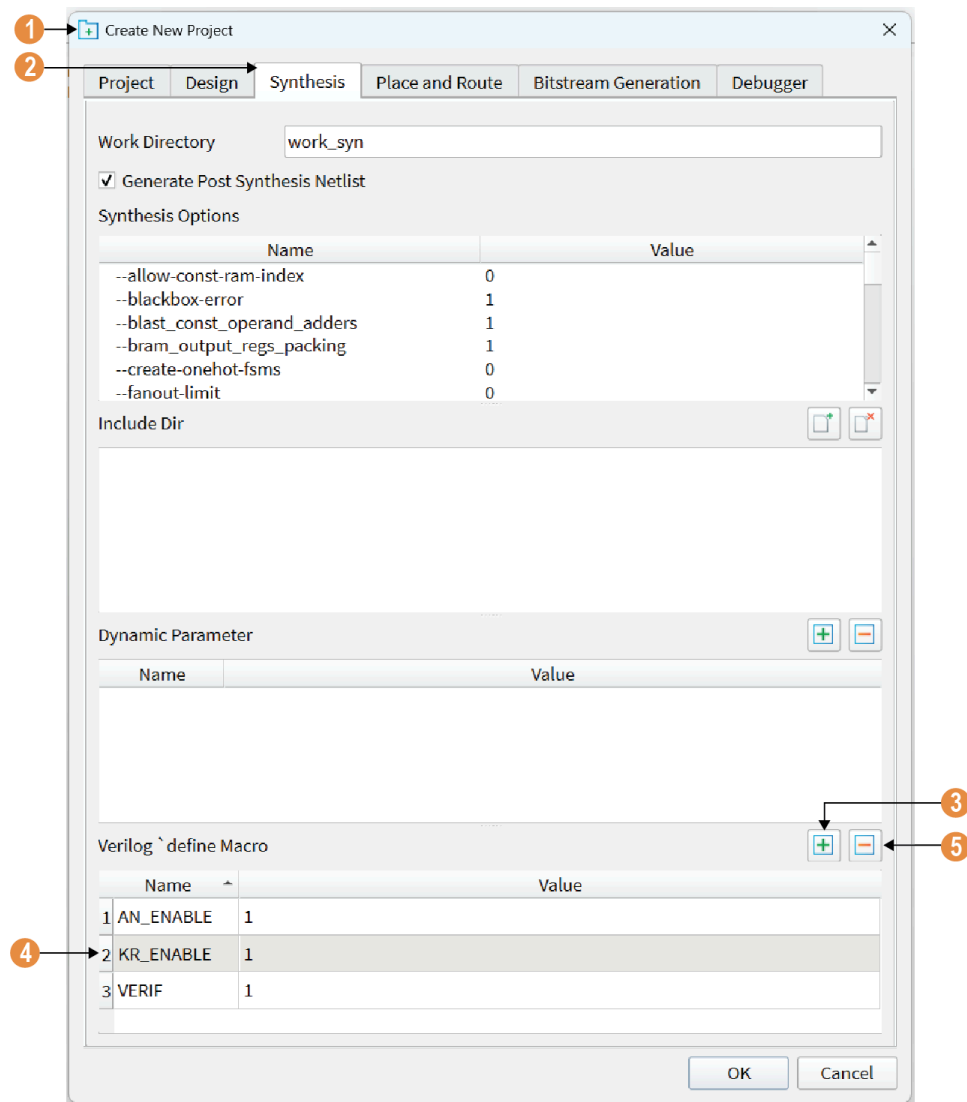 1 Create New Project
2
Project Design Synthesis Place and Route Bitstream Generation Debugger
Work Directory work_syn
Generate Post Synthesis Netlist
Synthesis Options
Name Value
--allow-const-ram-index 0
--blackbox-error 1
--blast_const_operand_adders 1
--bram_output_regs_packing 1
--create-onehot-fsms 0
--fanout-limit 0
Include Dir
Dynamic Parameter
Name Value
3
Verilog `define Macro 5
Name Value
1 AN_ENABLE 1
4 2 KR_ENABLE 1
3 VERIF 1
OK Cancel